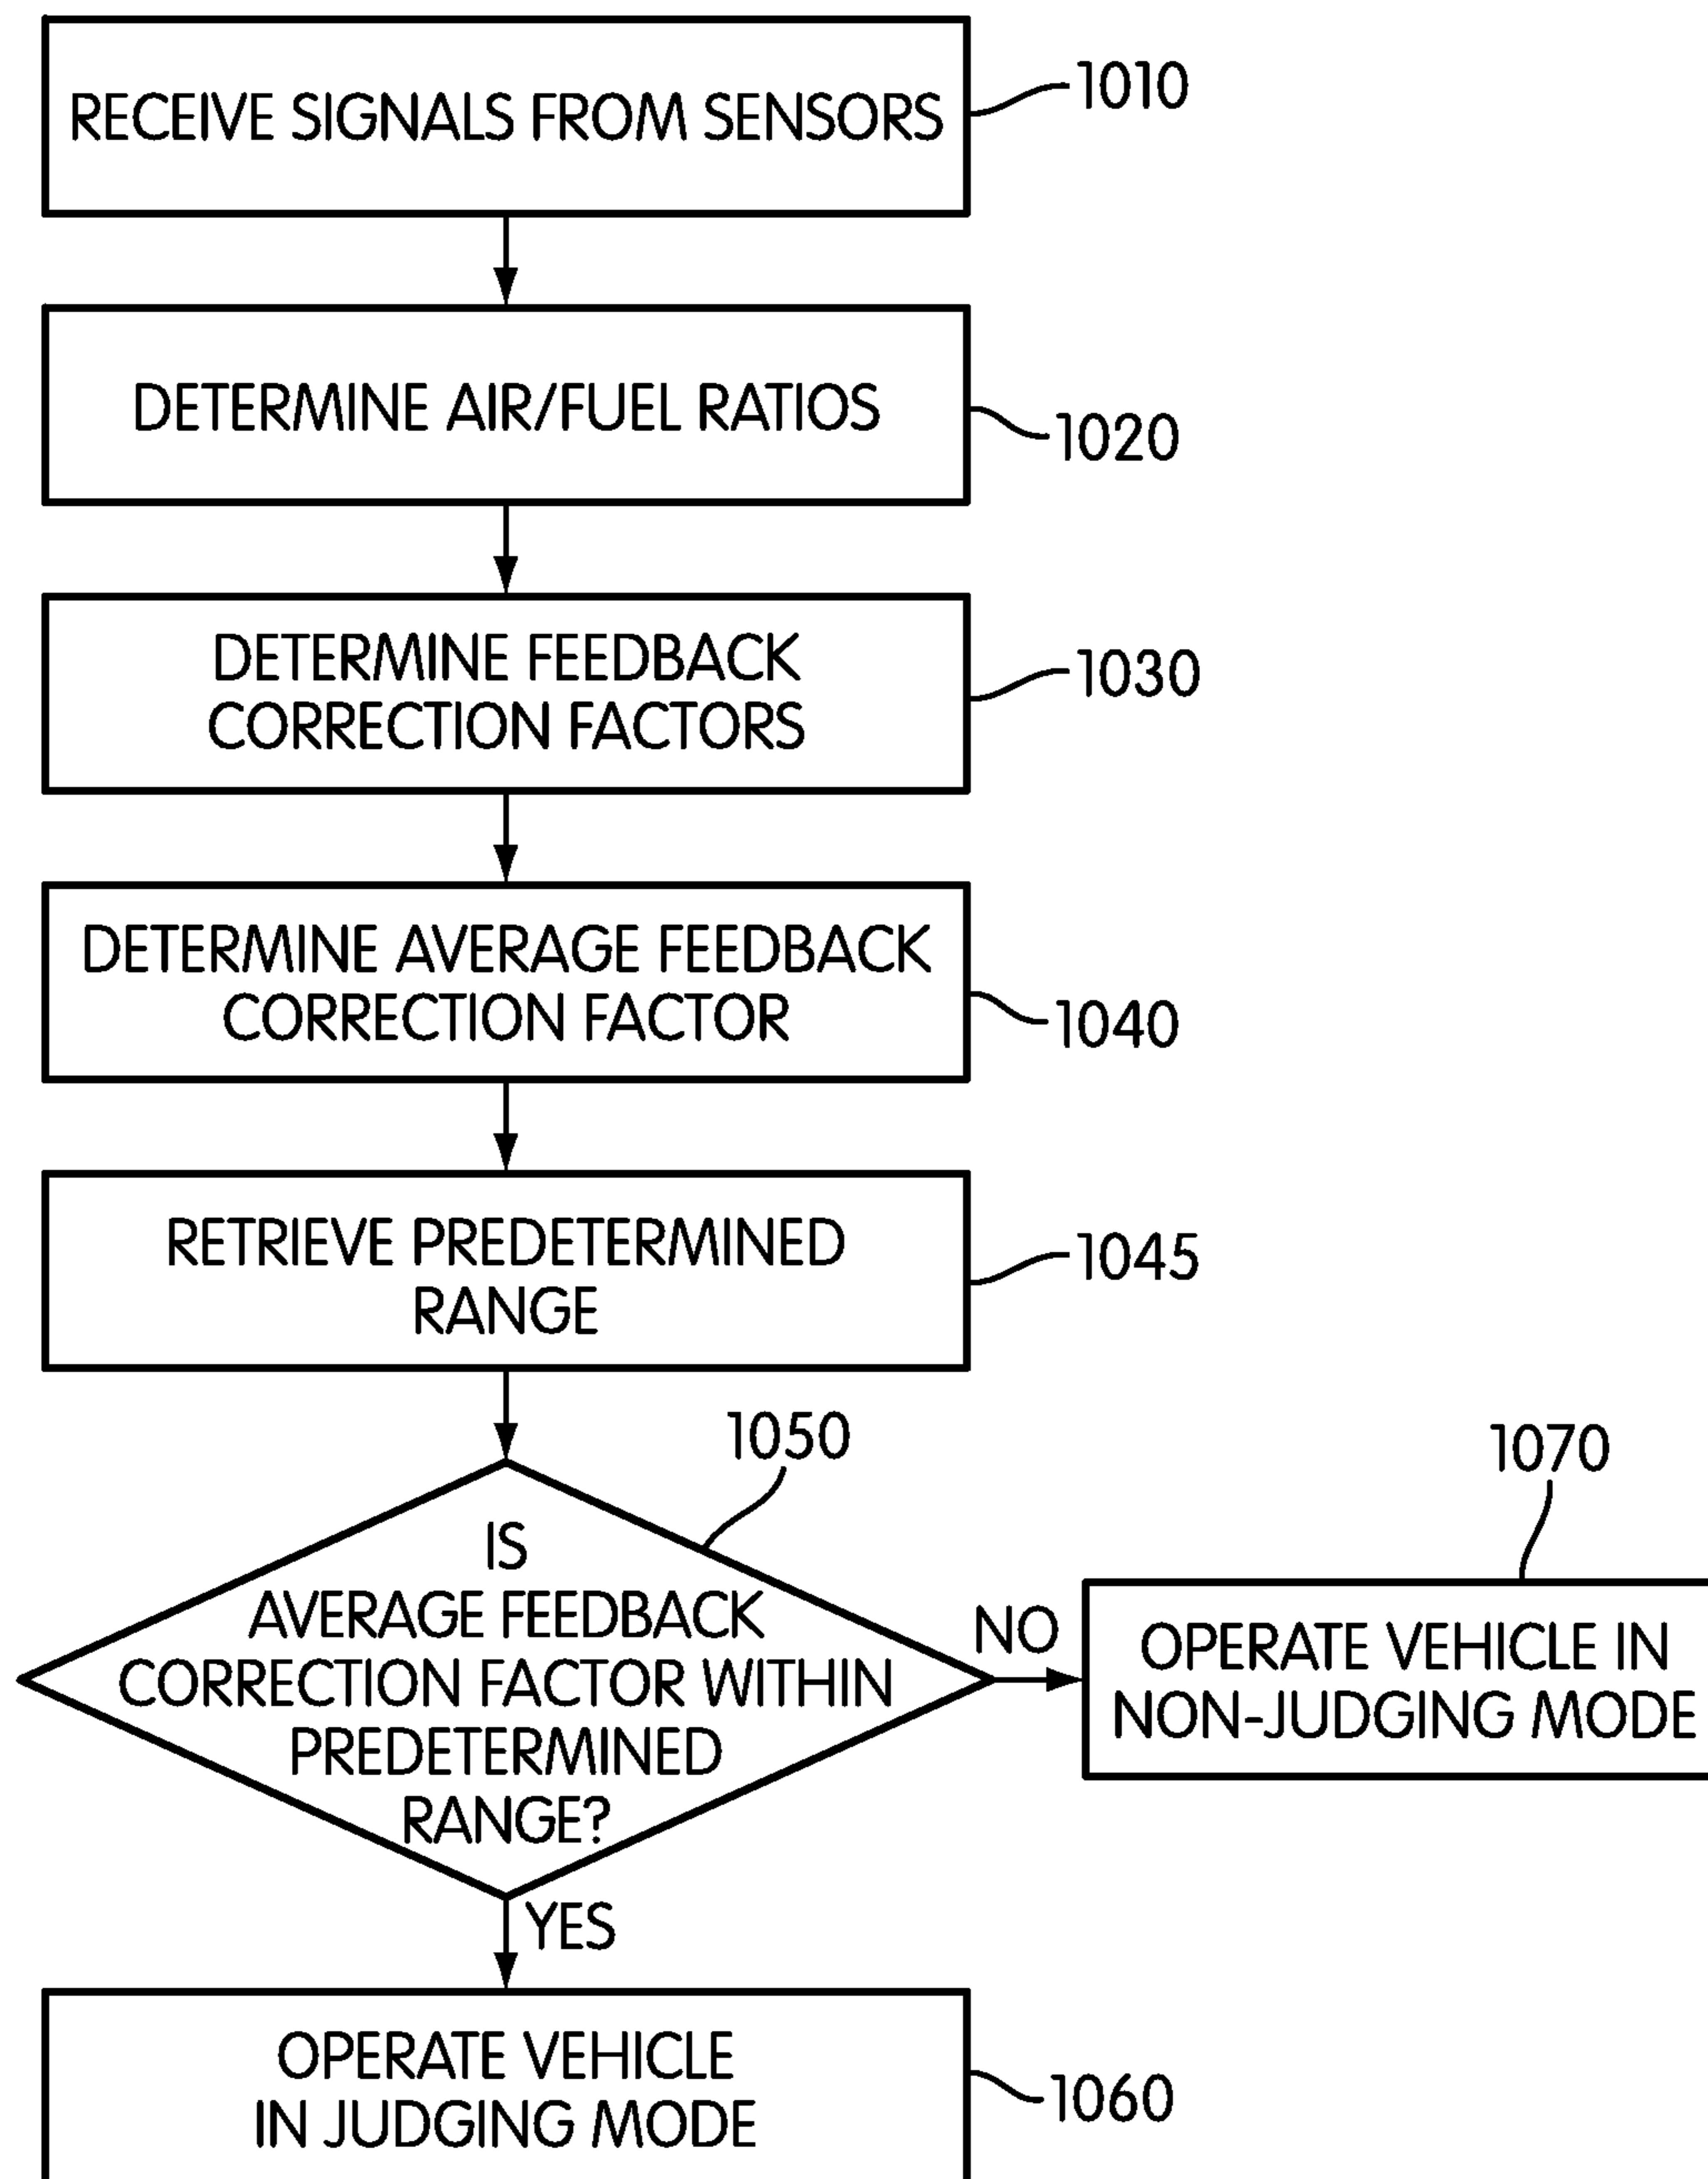 RECEIVE SIGNALS FROM SENSORS
1010
DETERMINE AIR/FUEL RATIOS
1020
DETERMINE FEEDBACK
CORRECTION FACTORS
1030
DETERMINE AVERAGE FEEDBACK
CORRECTION FACTOR
1040
RETRIEVE PREDETERMINED
RANGE
1045
1050
IS
AVERAGE FEEDBACK
CORRECTION FACTOR WITHIN
PREDETERMINED
RANGE?
NO
1070
OPERATE VEHICLE IN
NON-JUDGING MODE
YES
OPERATE VEHICLE
IN JUDGING MODE
1060